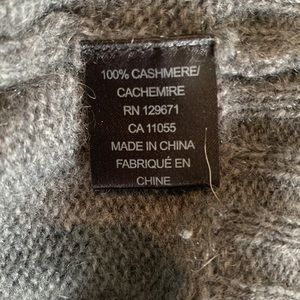 100% CASHMERE/
CACHEMIRE
RN 129671
CA 11055
MADE IN CHINA
FABRIQUÉ EN
CHINE